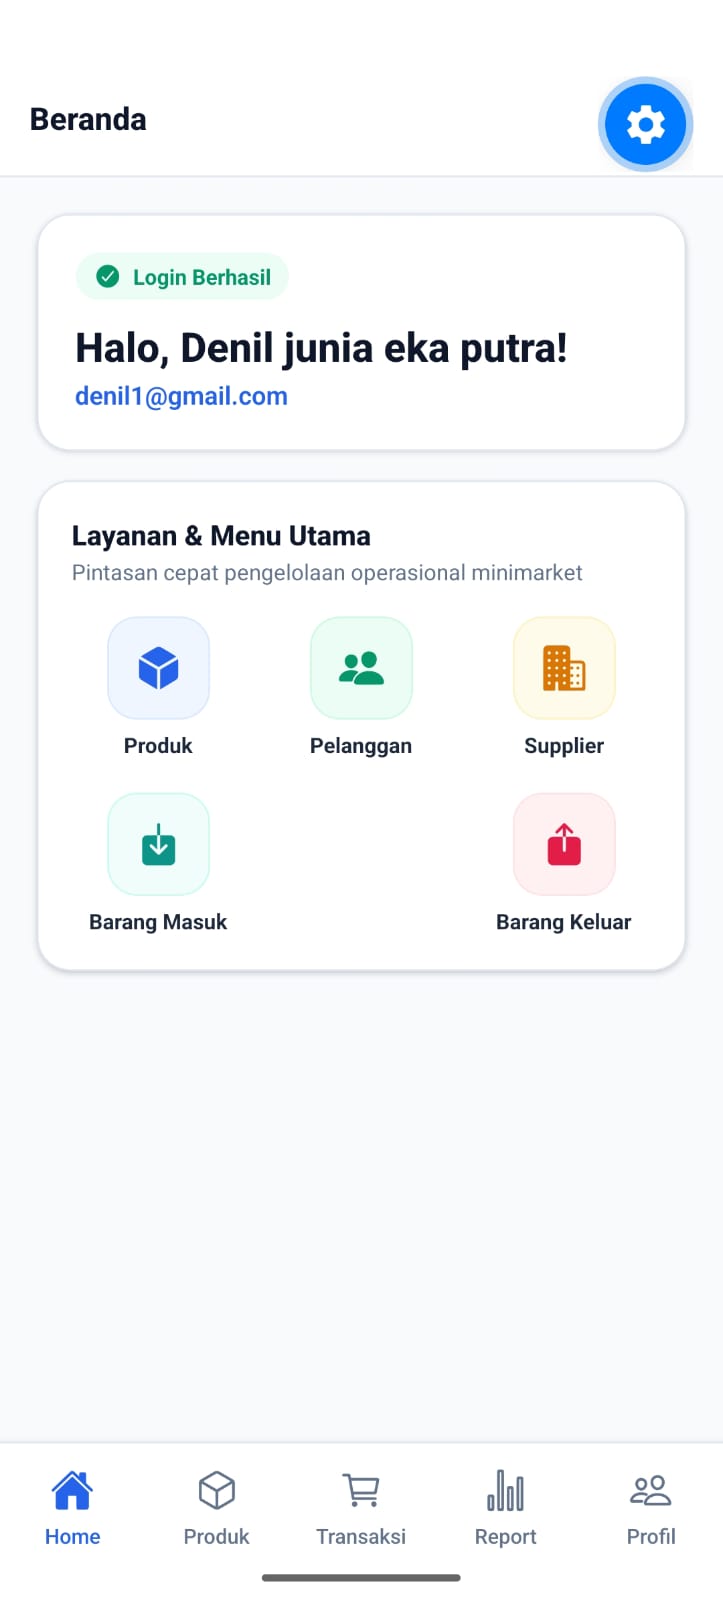 Beranda
Login Berhasil
Halo, Denil junia eka putra!
denil1@gmail.com
Layanan & Menu Utama
Pintasan cepat pengelolaan operasional minimarket
Produk
Pelanggan
Supplier
Barang Masuk
Barang Keluar
Home
Produk
Transaksi
Report
Profil